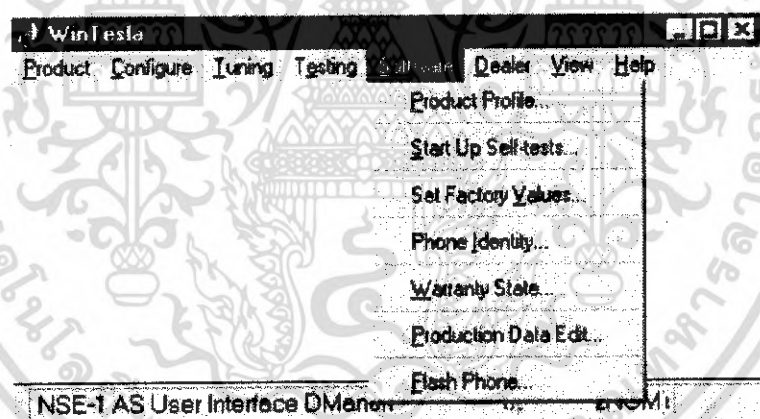 WinTesla
Product Configure Tuning Testing Software Dealer View Help
Product Profile...
Start Up Self-tests...
Set Factory Values...
Phone Identity...
Warranty State...
Production Data Edit...
Flash Phone...
NSE-1 AS User Interface